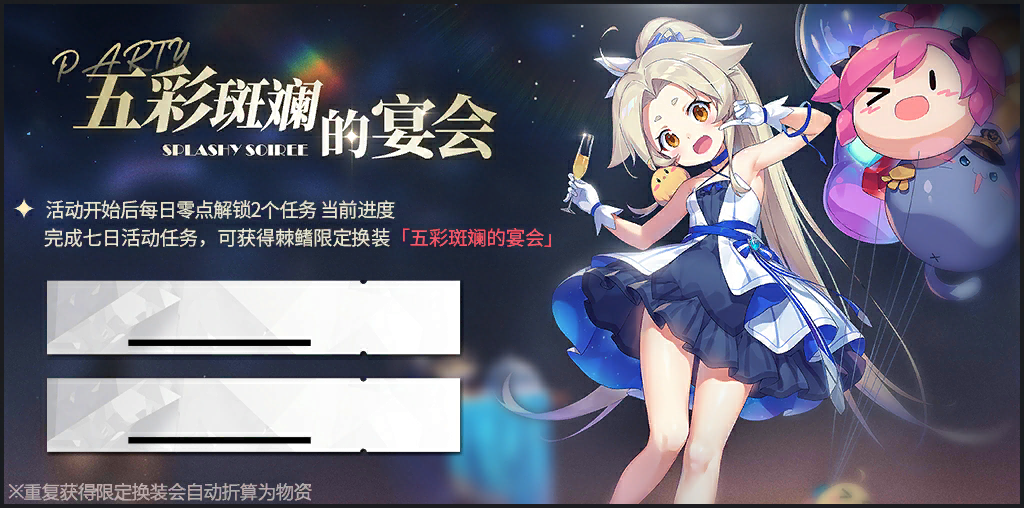 PARTY
五彩斑斓的宴会
SPLASHY SOIREE
活动开始后每日零点解锁2个任务 当前进度
完成七日活动任务，可获得棘鳍限定换装「五彩斑斓的宴会」
※重复获得限定换装会自动折算为物资